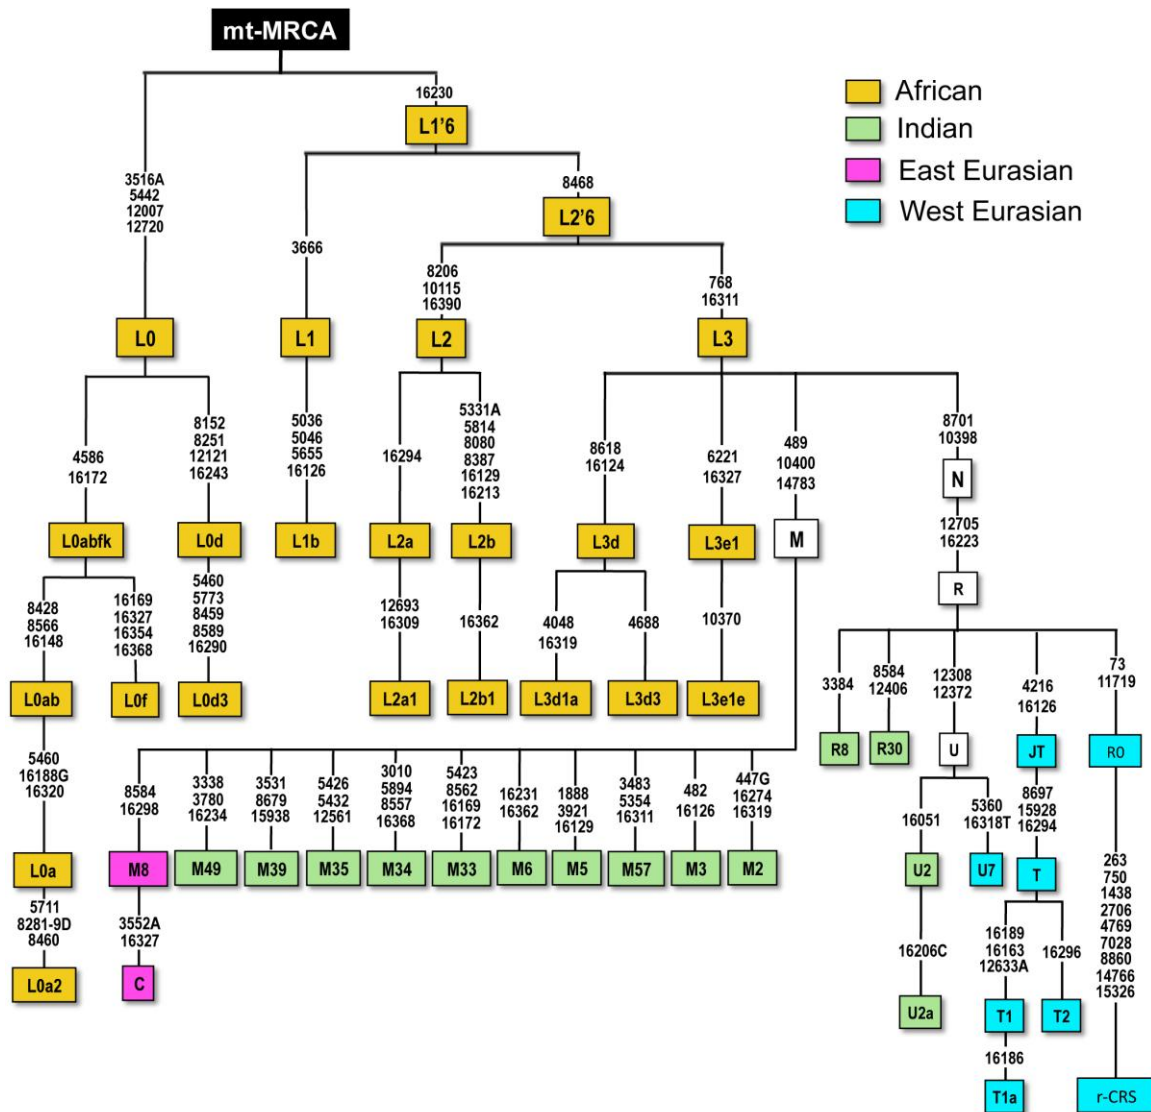 mt-MRCA
African
Indian
East Eurasian
West Eurasian
16230
L1'6
3516A
5442
12007
12720
8468
L2'6
3666
8206
10115
16390
768
16311
L0
L1
L2
L3
4586
16172
8152
8251
12121
16243
5036
5046
5655
16126
16294
5331A
5814
8080
8387
16129
16213
8618
16124
6221
16327
489
10400
14783
8701
10398
N
L0abfk
L0d
L1b
L2a
L2b
L3d
L3e1
M
12705
16223
R
8428
8566
16148
16169
16327
16354
16368
5460
5773
8459
8589
16290
12693
16309
16362
4048
16319
4688
10370
3384
8584
12406
12308
12372
4216
16126
73
11719
L0ab
L0f
L0d3
L2a1
L2b1
L3d1a
L3d3
L3e1e
R8
R30
U
JT
R0
5460
16188G
16320
8584
16298
3338
3780
16234
3531
8679
15938
5426
5432
12561
3010
5894
8557
16368
5423
8562
16169
16172
16231
16362
1888
3921
16129
3483
5354
16311
482
16126
447G
16274
16319
16051
5360
16318T
8697
15928
16294
L0a
M8
M49
M39
M35
M34
M33
M6
M5
M57
M3
M2
U2
U7
T
263
750
1438
2706
4769
7028
8860
14766
15326
5711
8281-9D
8460
3552A
16327
16206C
16189
16163
12633A
16296
L0a2
C
U2a
T1
T2
16186
T1a
r-CRS